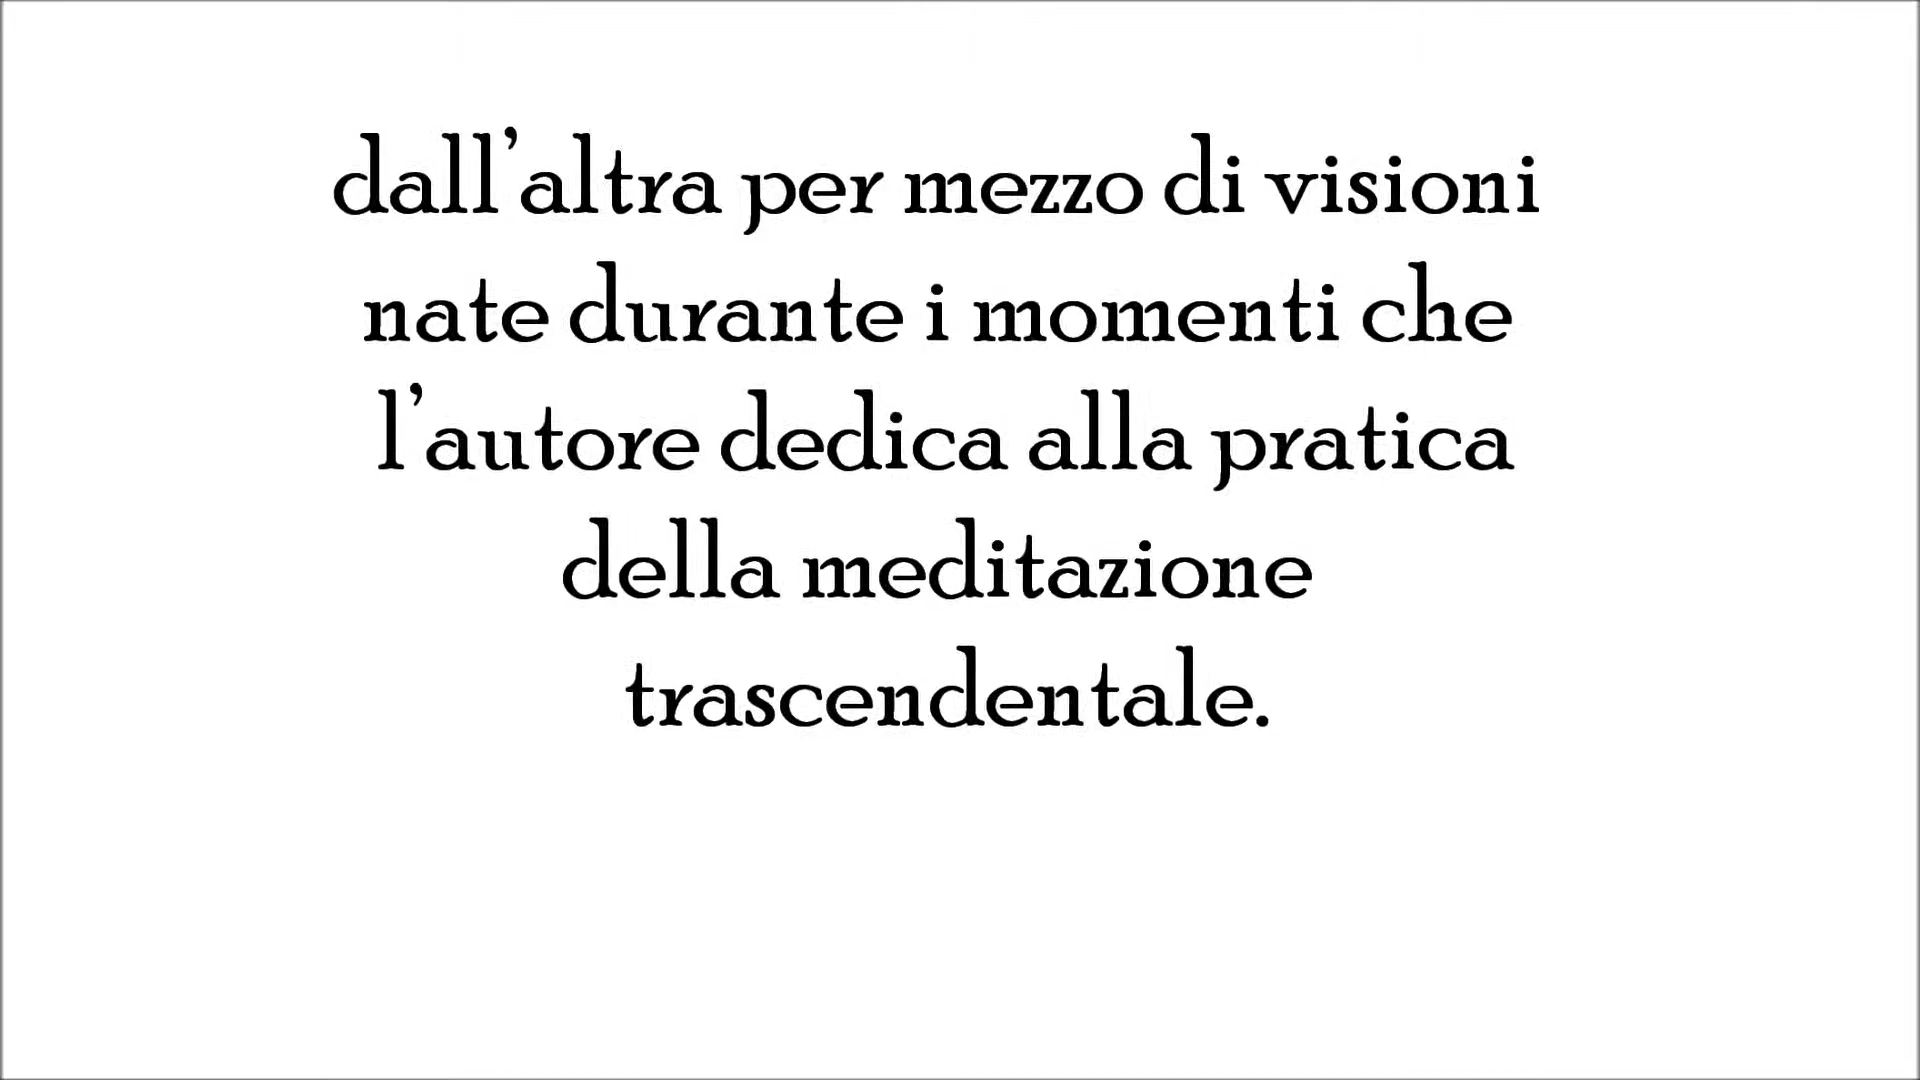 dall'altra per mezzo di visioni
nate durante i momenti che
l'autore dedica alla pratica
della meditazione
trascendentale.